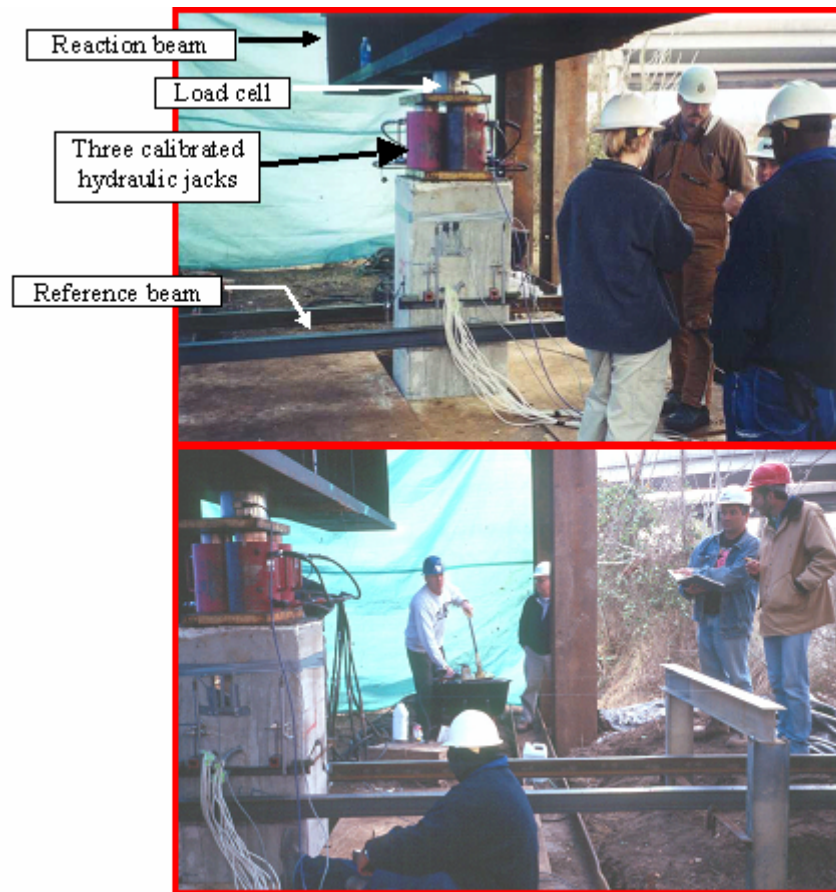 Reaction beam
Load cell
Three calibrated
hydraulic jacks
Reference beam